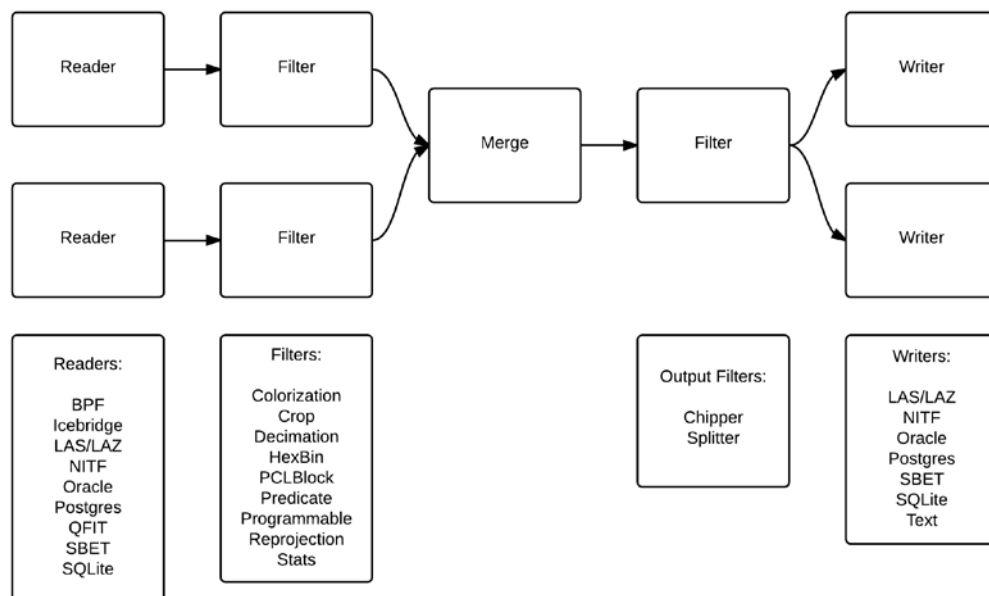 Reader
Filter
Writer
Merge
Filter
Reader
Filter
Writer
Readers:
BPF
Icebridge
LAS/LAZ
NITF
Oracle
Postgres
QFIT
SBET
SQLite
Filters:
Colorization
Crop
Decimation
HexBin
PCLBlock
Predicate
Programmable
Reprojection
Stats
Output Filters:
Chipper
Splitter
Writers:
LAS/LAZ
NITF
Oracle
Postgres
SBET
SQLite
Text